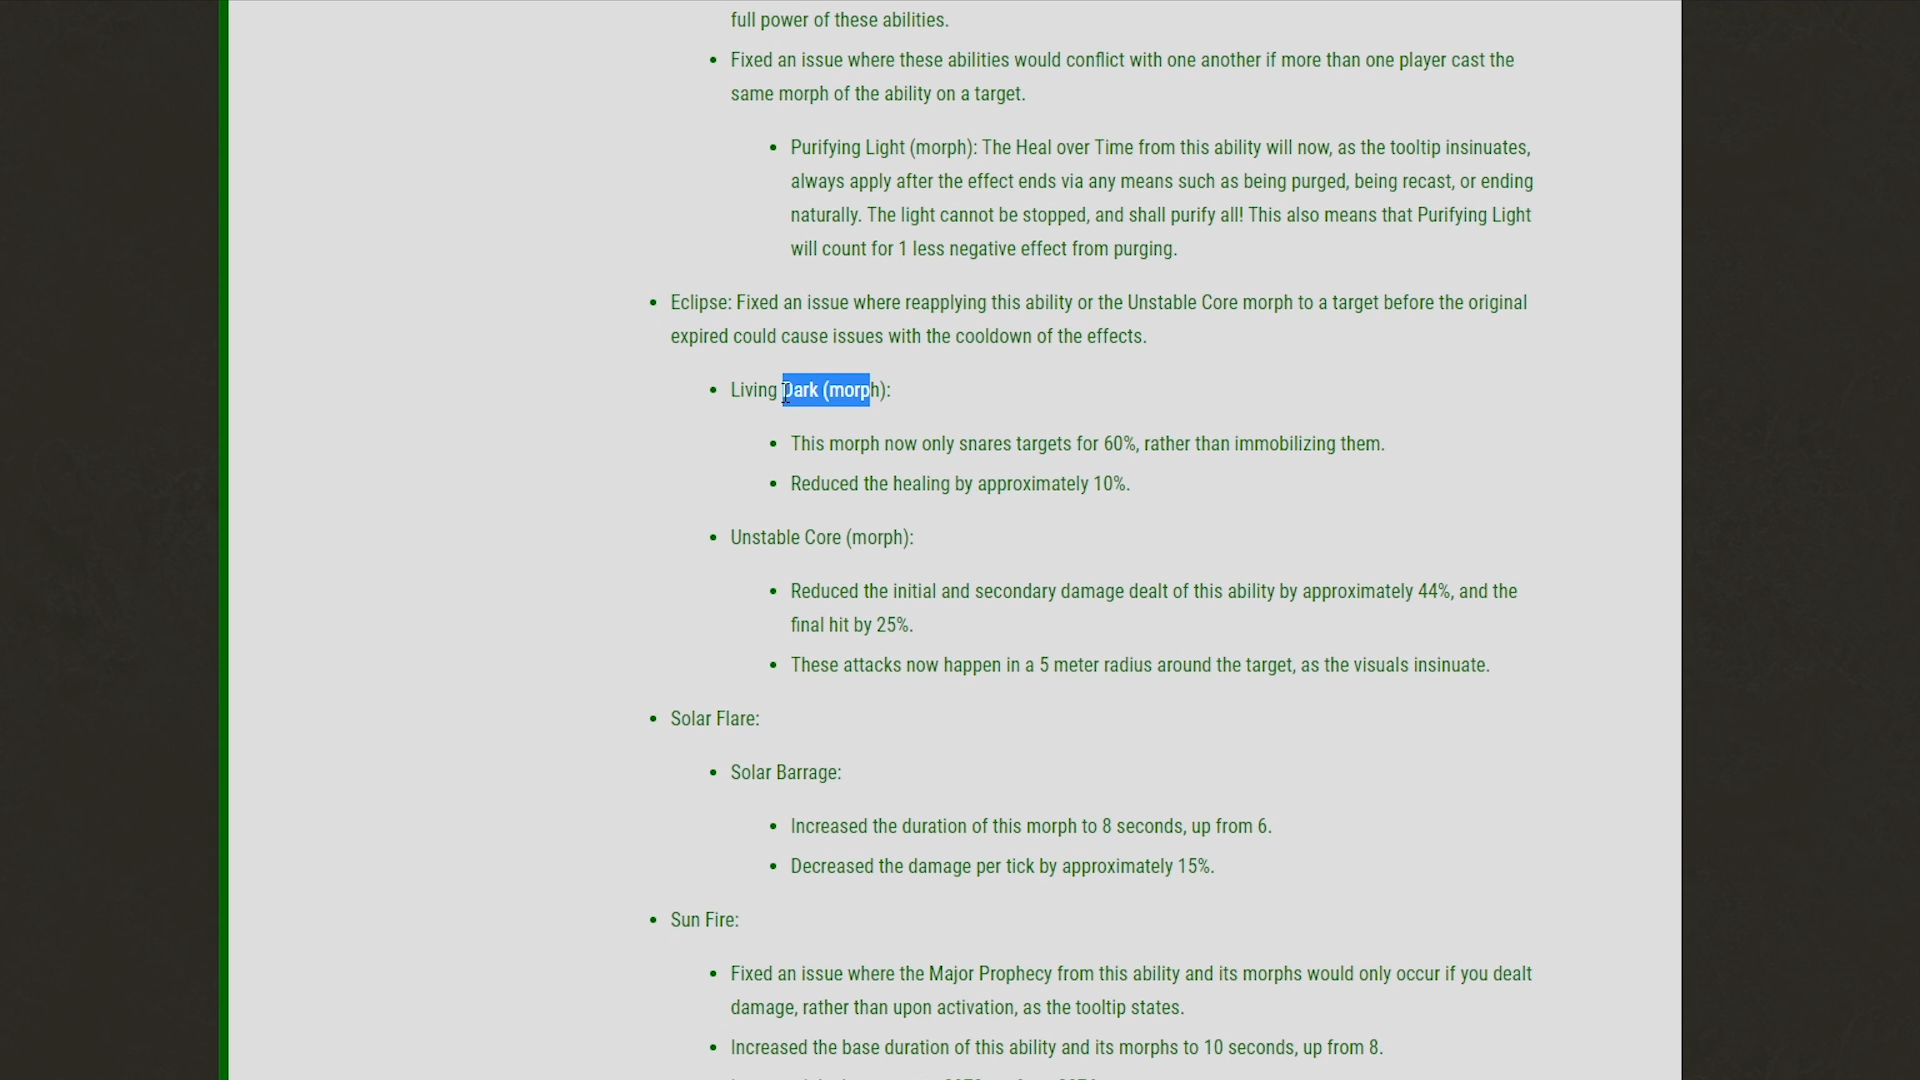 full power of these abilities.
Fixed an issue where these abilities would conflict with one another if more than one player cast the
same morph of the ability on a target.
Purifying Light (morph): The Heal over Time from this ability will now, as the tooltip insinuates,
always apply after the effect ends via any means such as being purged, being recast, or ending
naturally. The light cannot be stopped, and shall purify all! This also means that Purifying Light
will count for 1 less negative effect from purging.
Eclipse: Fixed an issue where reapplying this ability or the Unstable Core morph to a target before the original
expired could cause issues with the cooldown of the effects.
Living Dark (morph):
This morph now only snares targets for 60%, rather than immobilizing them.
Reduced the healing by approximately 10%.
Unstable Core (morph):
Reduced the initial and secondary damage dealt of this ability by approximately 44%, and the
final hit by 25%.
These attacks now happen in a 5 meter radius around the target, as the visuals insinuate.
Solar Flare:
Solar Barrage:
Increased the duration of this morph to 8 seconds, up from 6.
Decreased the damage per tick by approximately 15%.
Sun Fire:
Fixed an issue where the Major Prophecy from this ability and its morphs would only occur if you dealt
damage, rather than upon activation, as the tooltip states.
Increased the base duration of this ability and its morphs to 10 seconds, up from 8.